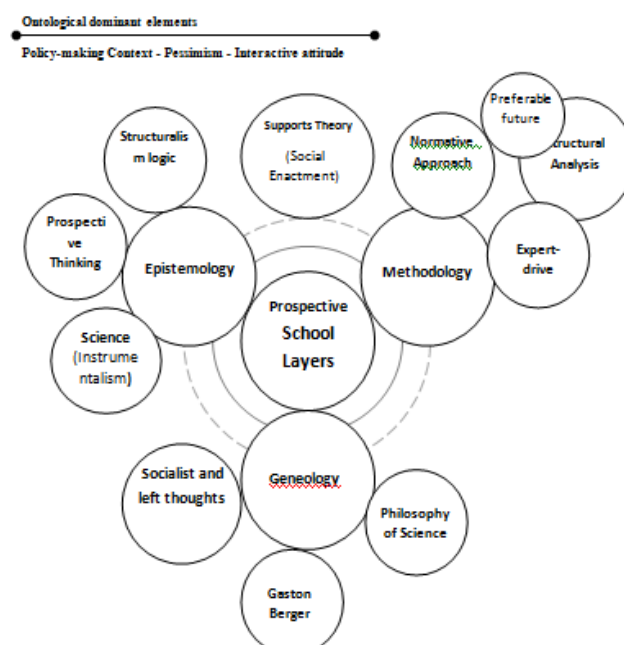 Ontological dominant elements
Policy-making Context - Pessimism - Interactive attitude
Structuralis
m logic
Supports Theory
(Social
Enactment)
Normative
Approach
Preferable
future
tructural
Analysis
Prospecti
ve
Thinking
Epistemology
Methodology
Expert-
drive
Science
(Instrume
ntalism)
Prospective
School
Layers
Socialist and
left thoughts
Geneology
Philosophy
of Science
Gaston
Berger